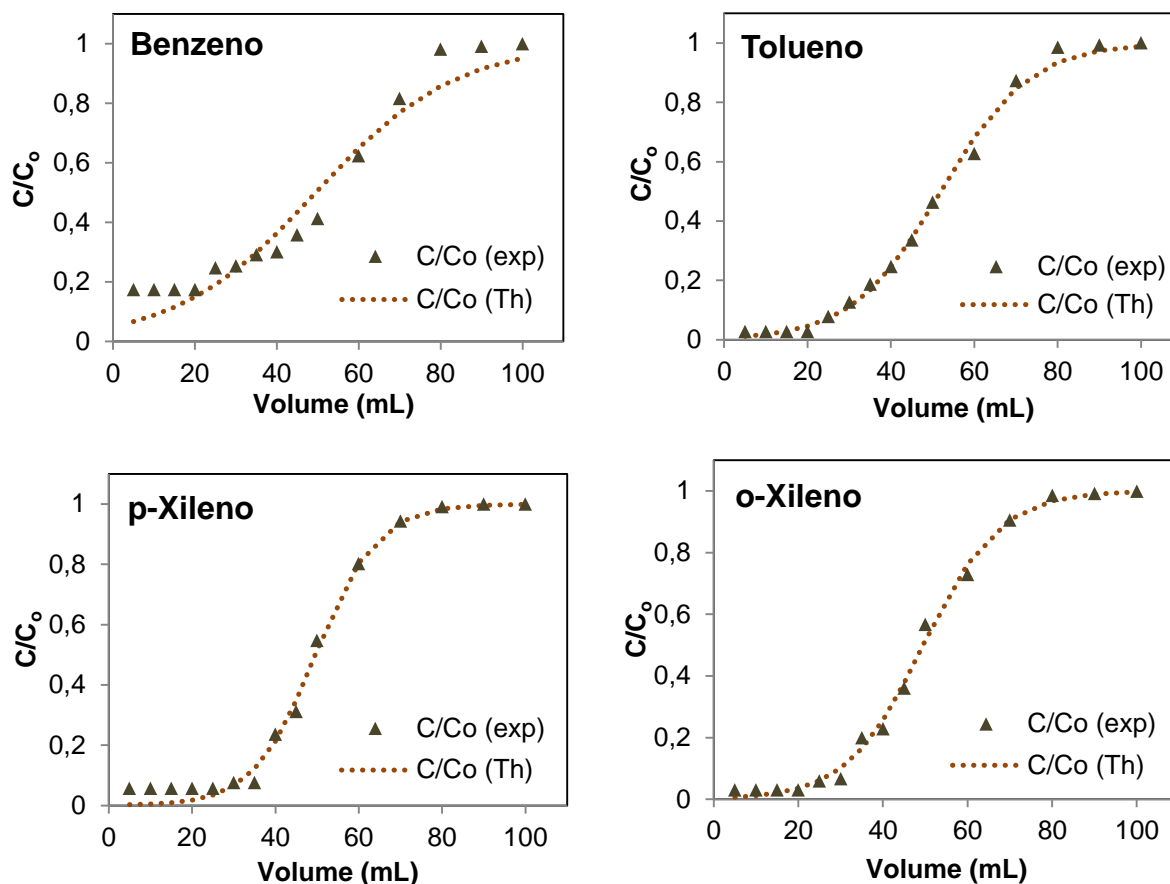 Benzeno
1
0,8
0,6
0,4
0,2
0
C/Co
C/Co (exp)
C/Co (Th)
0 20 40 60 80 100
Volume (mL)
Tolueno
1
0,8
0,6
0,4
0,2
0
C/Co
C/Co (exp)
C/Co (Th)
0 20 40 60 80 100
Volume (mL)
p-Xileno
1
0,8
0,6
0,4
0,2
0
C/Co
C/Co (exp)
C/Co (Th)
0 20 40 60 80 100
Volume (mL)
o-Xileno
1
0,8
0,6
0,4
0,2
0
C/Co
C/Co (exp)
C/Co (Th)
0 20 40 60 80 100
Volume (mL)